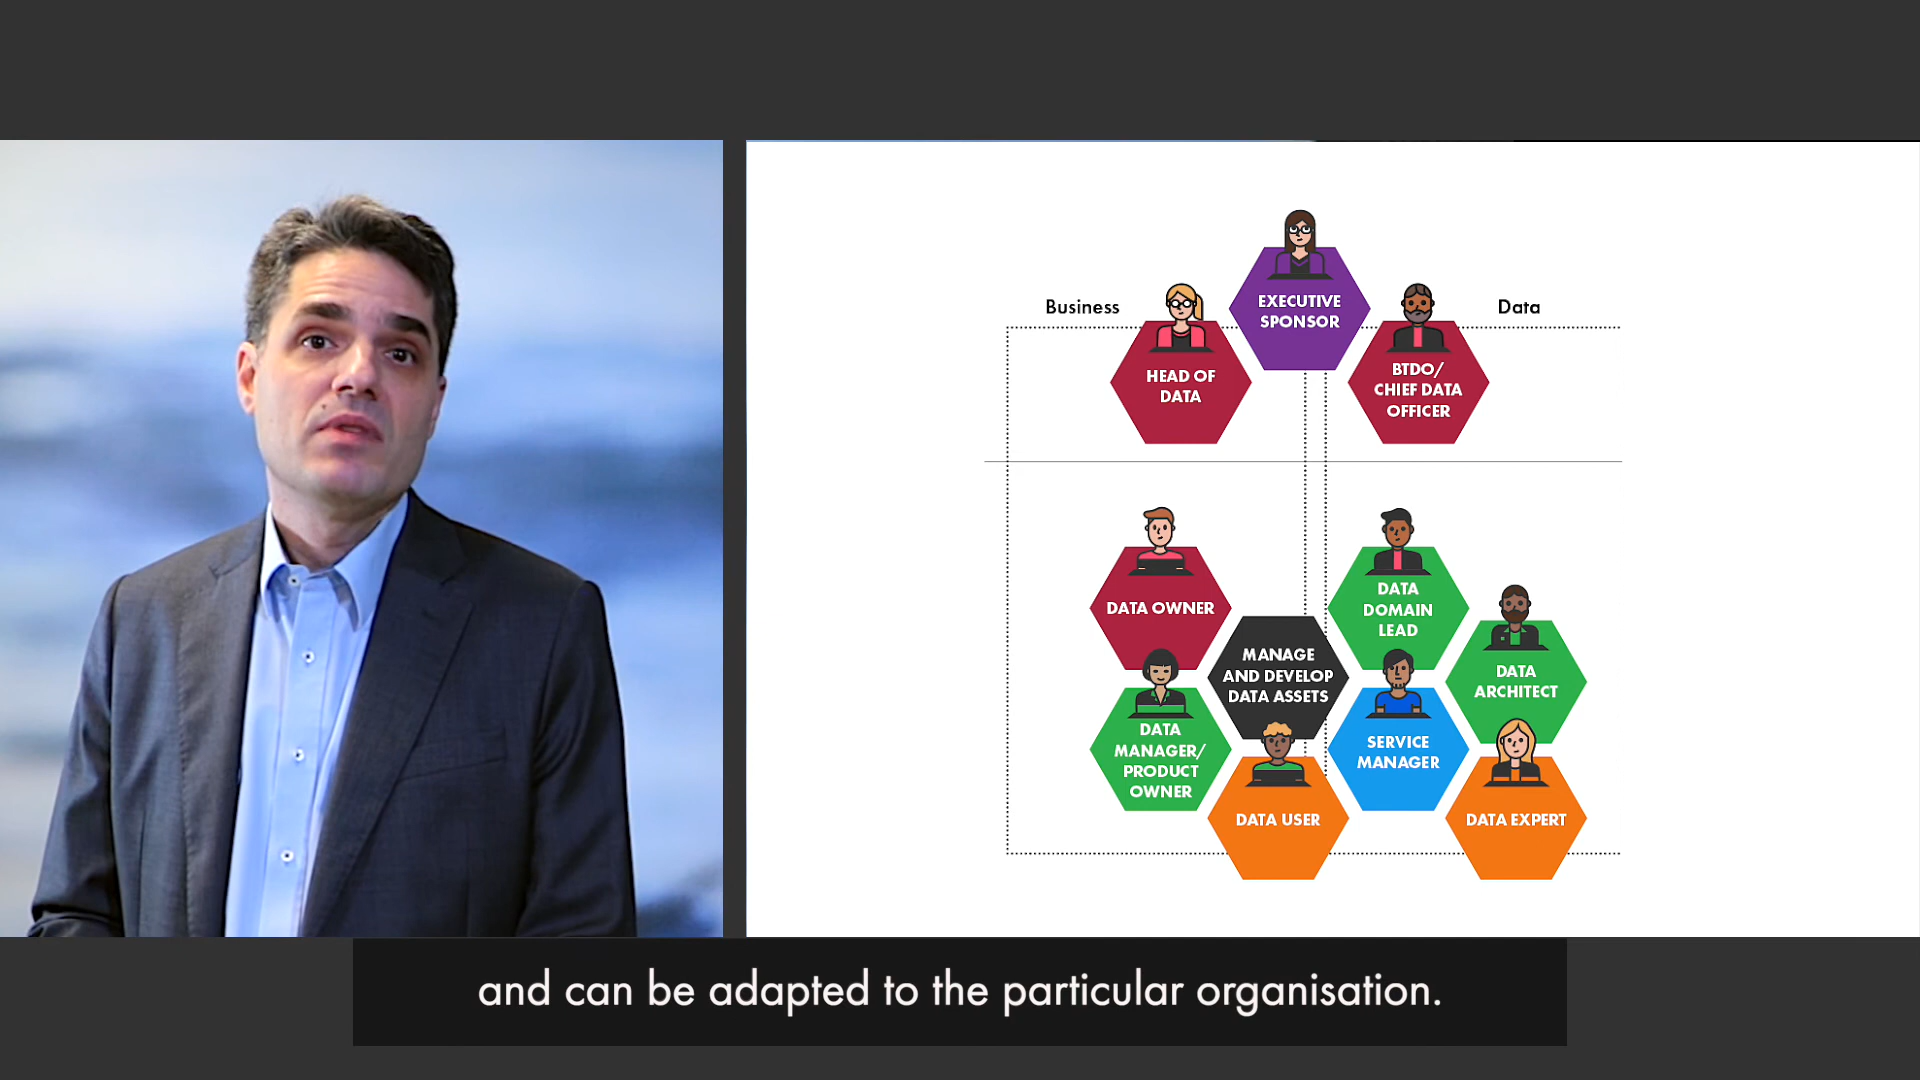 EXECUTIVE
SPONSOR
Business
Data
HEAD OF
DATA
BTDO/
CHIEF DATA
OFFICER
DATA OWNER
DATA
DOMAIN
LEAD
MANAGE
AND DEVELOP
DATA ASSETS
DATA
ARCHITECT
DATA
MANAGER/
PRODUCT
OWNER
SERVICE
MANAGER
DATA USER
DATA EXPERT
and can be adapted to the particular organisation.